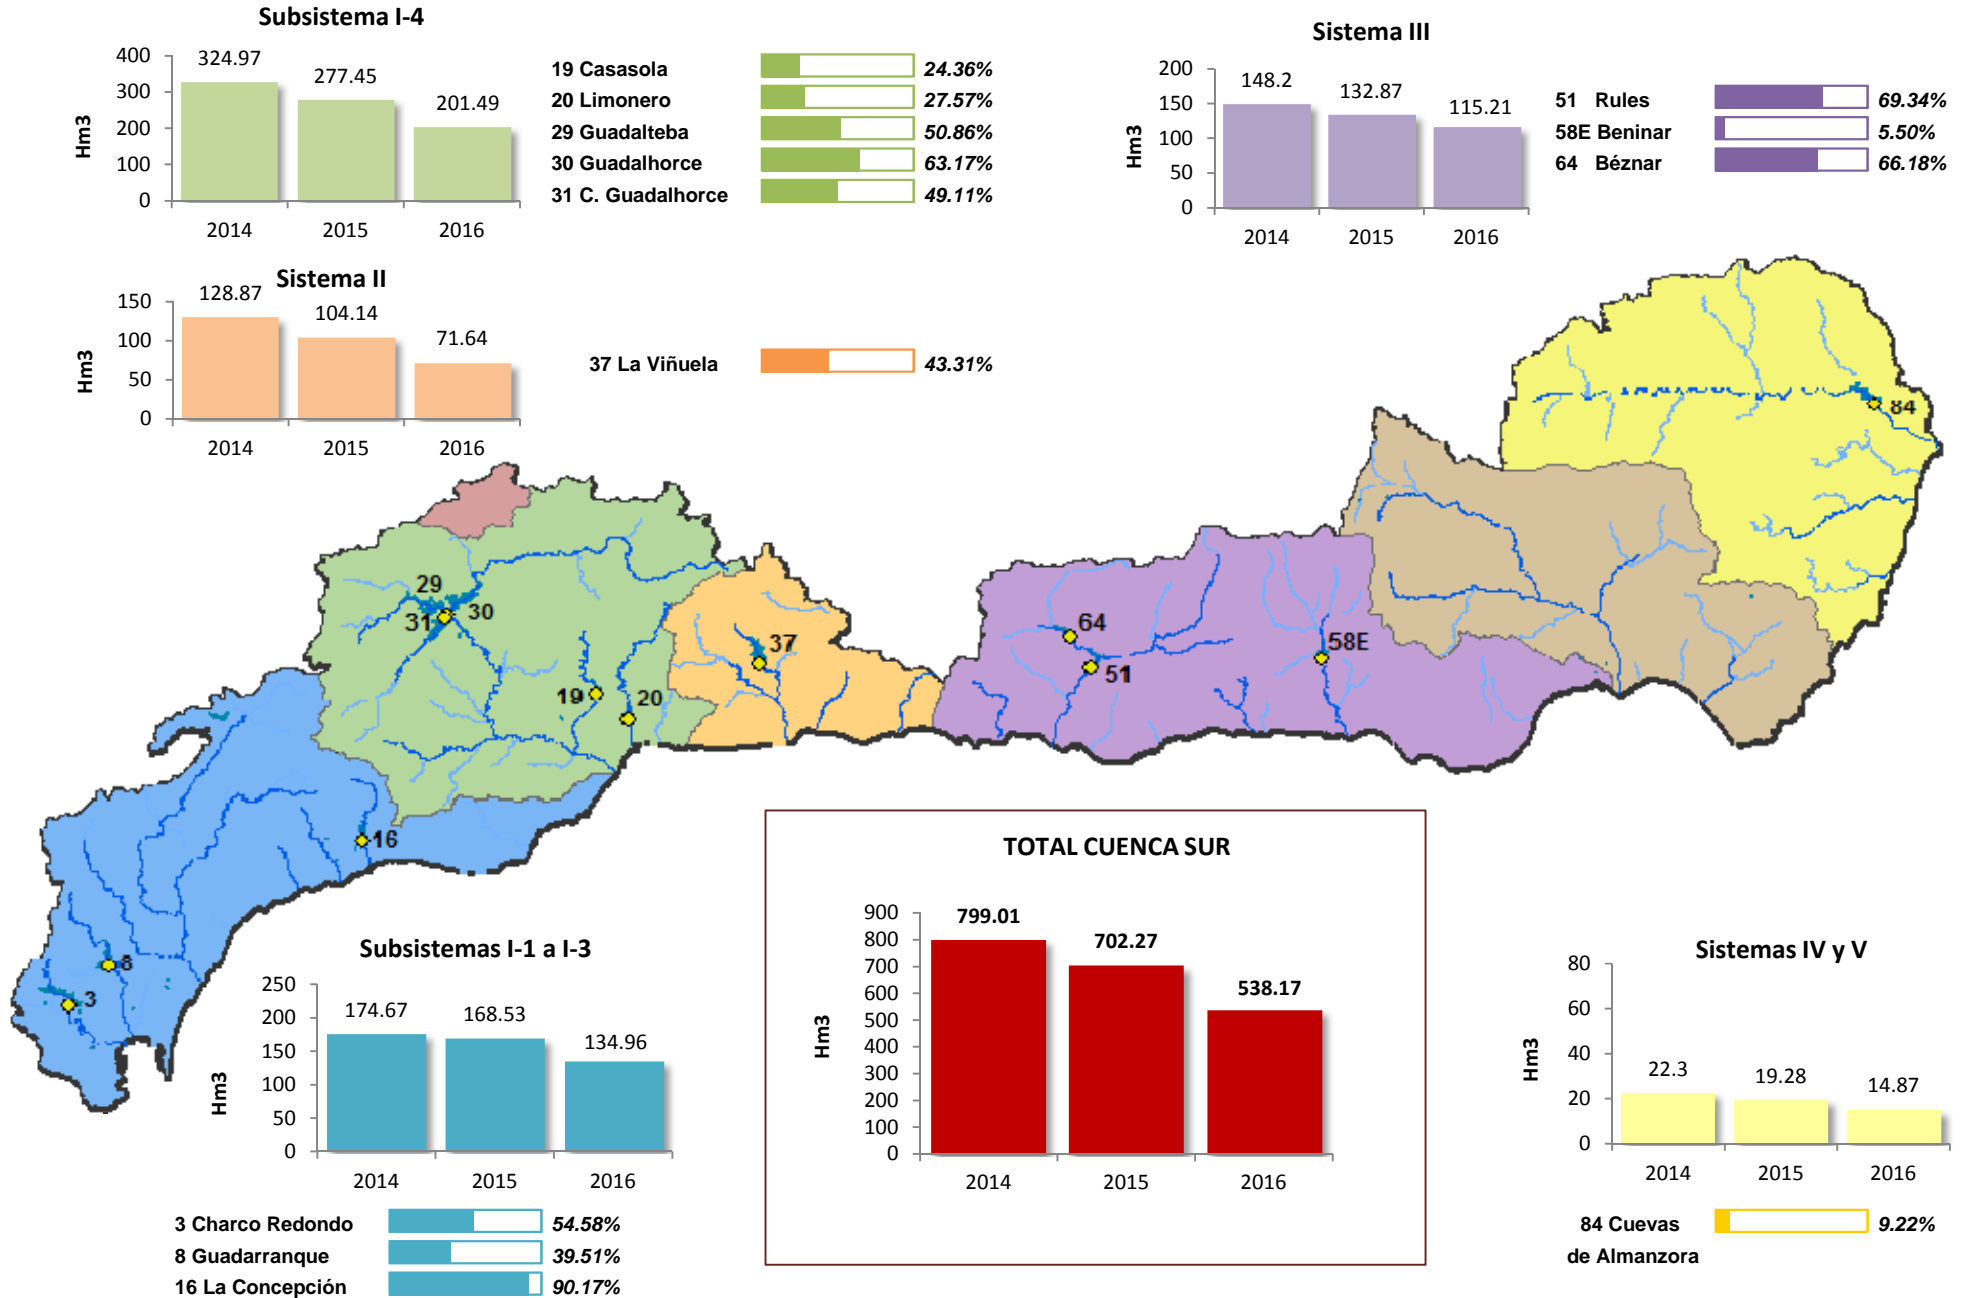 Subsistema I-4
400
300
200
100
0
Hm3
324.97
277.45
201.49
2014 2015 2016
19 Casasola 24.36%
20 Limonero 27.57%
29 Guadalteba 50.86%
30 Guadalhorce 63.17%
31 C. Guadalhorce 49.11%
Sistema III
200
150
100
50
0
Hm3
148.2
132.87
115.21
2014 2015 2016
51 Rules 69.34%
58E Beninar 5.50%
64 Béznar 66.18%
Sistema II
150
100
50
0
Hm3
128.87
104.14
71.64
2014 2015 2016
37 La Viñuela 43.31%
84
29
30
31
19
20
37
64
51
58E
16
8
3
Subsistemas I-1 a I-3
250
200
150
100
50
0
Hm3
174.67
168.53
134.96
2014 2015 2016
3 Charco Redondo 54.58%
8 Guadarranque 39.51%
16 La Concepción 90.17%
TOTAL CUENCA SUR
900
800
700
600
500
400
300
200
100
0
Hm3
799.01
702.27
538.17
2014 2015 2016
Sistemas IV y V
80
60
40
20
0
Hm3
22.3
19.28
14.87
2014 2015 2016
84 Cuevas 9.22%
de Almanzora